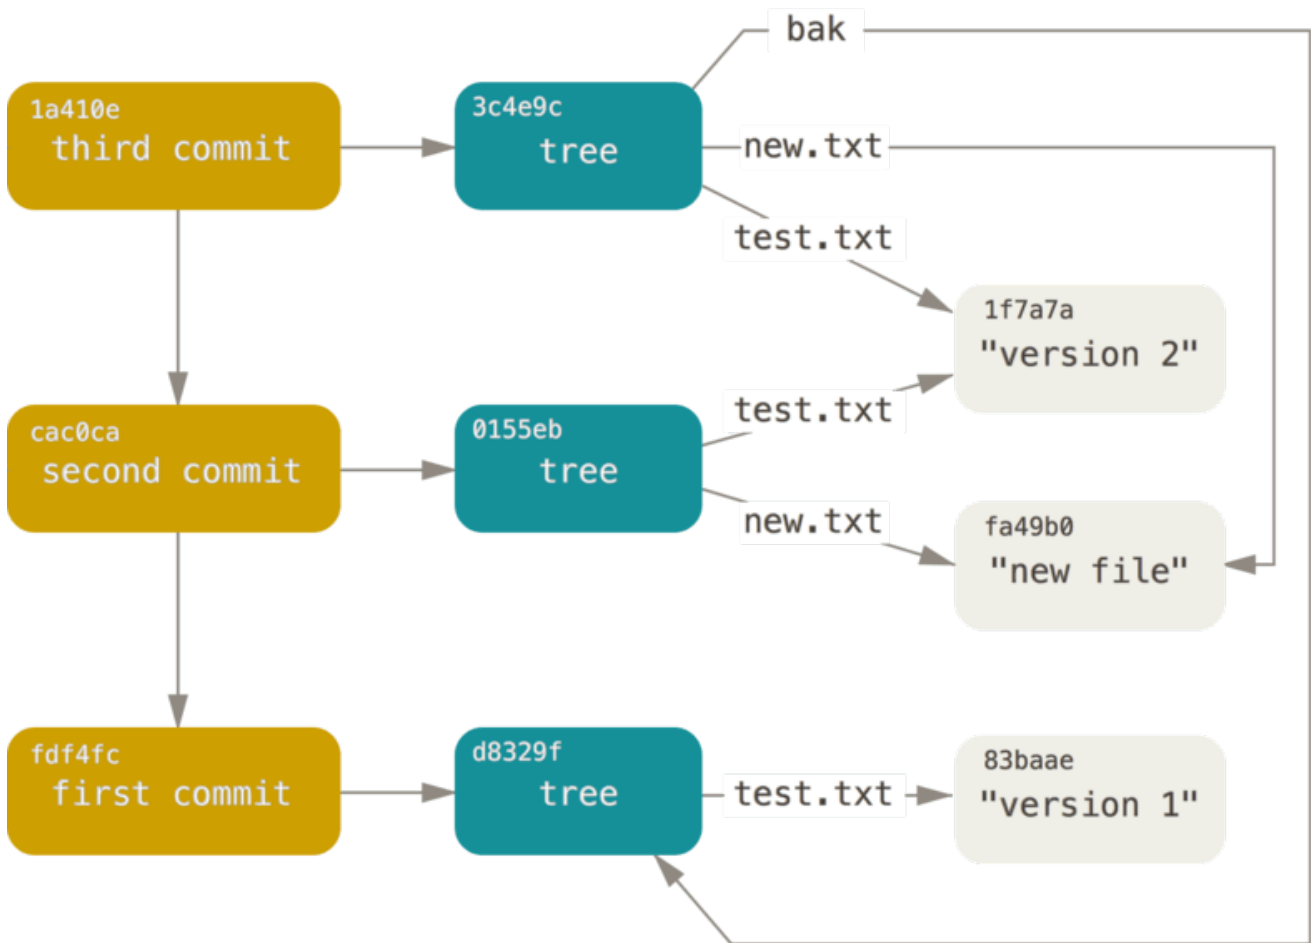 bak
1a410e
third commit
3c4e9c
tree
new.txt
test.txt
1f7a7a
"version 2"
cac0ca
second commit
0155eb
tree
test.txt
new.txt
fa49b0
"new file"
fdf4fc
first commit
d8329f
tree
test.txt
83baae
"version 1"